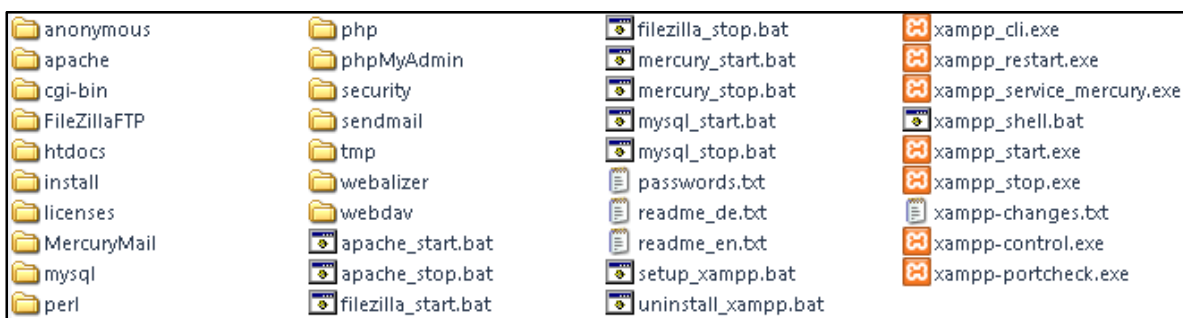 anonymous
apache
cgi-bin
FileZillaFTP
htdocs
install
licenses
MercuryMail
mysql
perl
php
phpMyAdmin
security
sendmail
tmp
webalizer
webdav
apache_start.bat
apache_stop.bat
filezilla_start.bat
filezilla_stop.bat
mercury_start.bat
mercury_stop.bat
mysql_start.bat
mysql_stop.bat
passwords.txt
readme_de.txt
readme_en.txt
setup_xampp.bat
uninstall_xampp.bat
xampp_cli.exe
xampp_restart.exe
xampp_service_mercury.exe
xampp_shell.bat
xampp_start.exe
xampp_stop.exe
xampp-changes.txt
xampp-control.exe
xampp-portcheck.exe